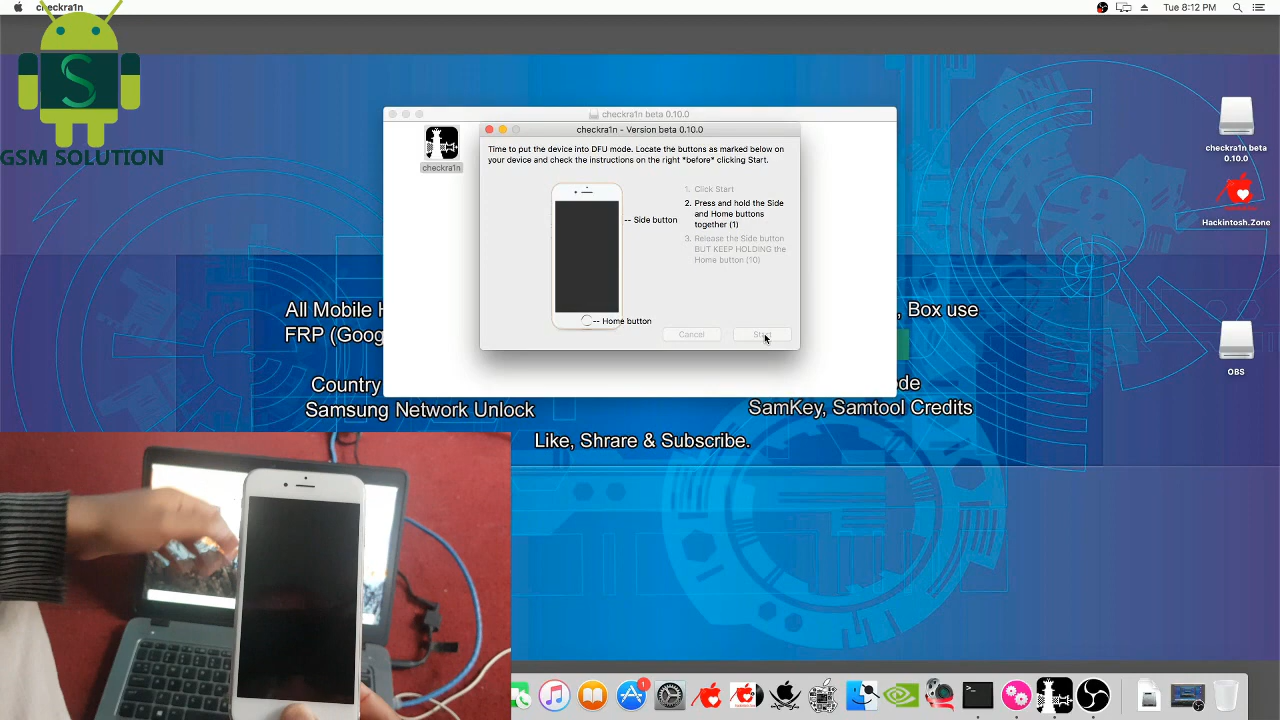 checkra1n
Tue 8:12 PM
S
GSM SOLUTION
checkra1n beta 0.10.0
checkra1n
checkra1n - Version beta 0.10.0
Time to put the device into DFU mode. Locate the buttons as marked below on
your device and check the instructions on the right *before* clicking Start.
-- Side button
-- Home button
1. Click Start
2. Press and hold the Side
and Home buttons
together (1)
3. Release the Side button
BUT KEEP HOLDING the
Home button (10)
Cancel
Start
checkra1n beta
0.10.0
Hackintosh.Zone
OBS
All Mobile
, Box use
FRP (Goog
Country
ode
Samsung Network Unlock
SamKey, Samtool Credits
Like, Shrare & Subscribe.
1